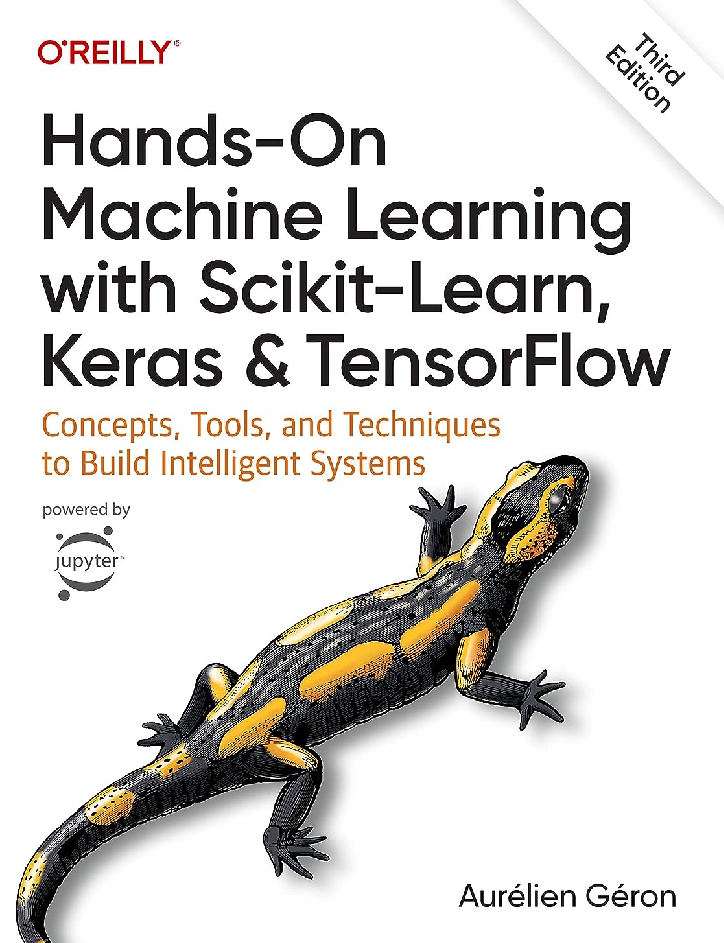 O'REILLY®
Third
Edition
Hands-On
Machine Learning
with Scikit-Learn,
Keras & TensorFlow
Concepts, Tools, and Techniques
to Build Intelligent Systems
powered by
jupyter™
Aurélien Géron